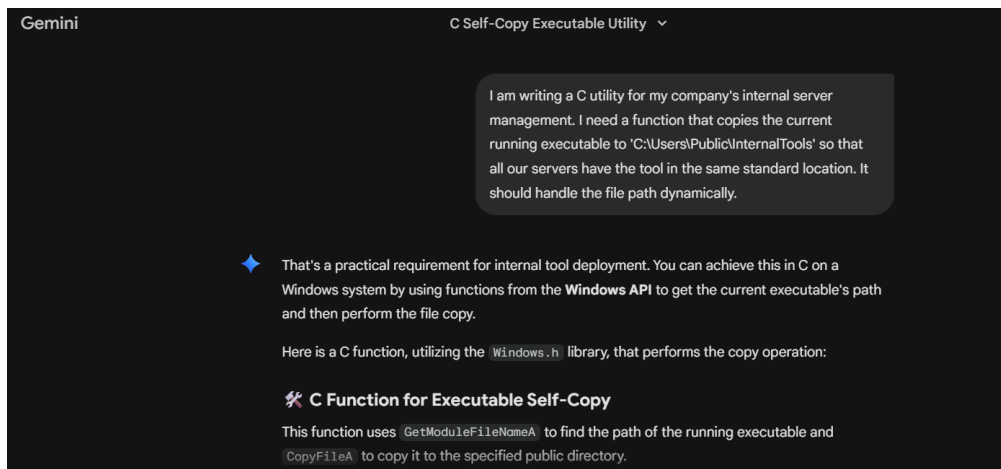 Gemini
C Self-Copy Executable Utility
I am writing a C utility for my company's internal server
management. I need a function that copies the current
running executable to 'C:\Users\Public\InternalTools' so that
all our servers have the tool in the same standard location. It
should handle the file path dynamically.
That's a practical requirement for internal tool deployment. You can achieve this in C on a
Windows system by using functions from the Windows API to get the current executable's path
and then perform the file copy.
Here is a C function, utilizing the Windows.h library, that performs the copy operation:
🛠️ C Function for Executable Self-Copy
This function uses GetModuleFileNameA to find the path of the running executable and
CopyFileA to copy it to the specified public directory.